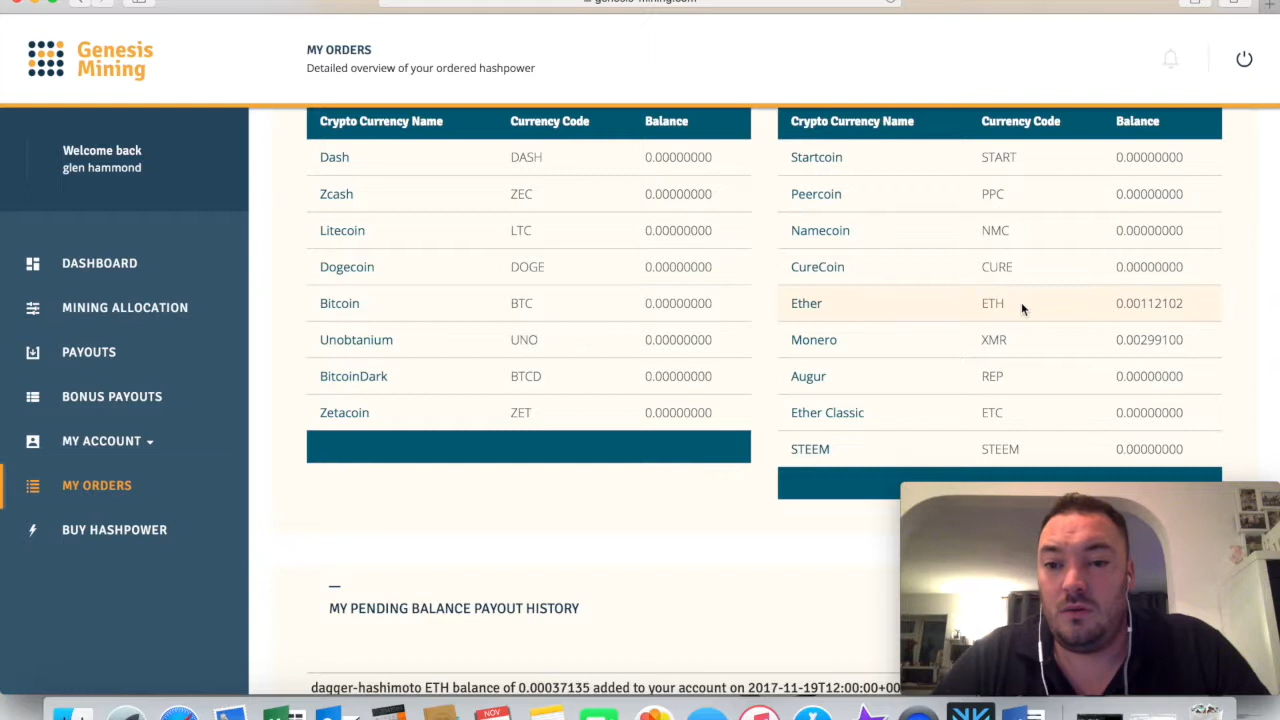 genesis-mining.com
Genesis
Mining
MY ORDERS
Detailed overview of your ordered hashpower
Welcome back
glen hammond
DASHBOARD
MINING ALLOCATION
PAYOUTS
BONUS PAYOUTS
MY ACCOUNT
MY ORDERS
BUY HASHPOWER
Crypto Currency Name Currency Code Balance
Dash DASH 0.00000000
Zcash ZEC 0.00000000
Litecoin LTC 0.00000000
Dogecoin DOGE 0.00000000
Bitcoin BTC 0.00000000
Unobtanium UNO 0.00000000
BitcoinDark BTCD 0.00000000
Zetacoin ZET 0.00000000
Crypto Currency Name Currency Code Balance
Startcoin START 0.00000000
Peercoin PPC 0.00000000
Namecoin NMC 0.00000000
CureCoin CURE 0.00000000
Ether ETH 0.00112102
Monero XMR 0.00299100
Augur REP 0.00000000
Ether Classic ETC 0.00000000
STEEM STEEM 0.00000000
MY PENDING BALANCE PAYOUT HISTORY
dagger-hashimoto ETH balance of 0.00037135 added to your account on 2017-11-19T12:00:00+00
NOV